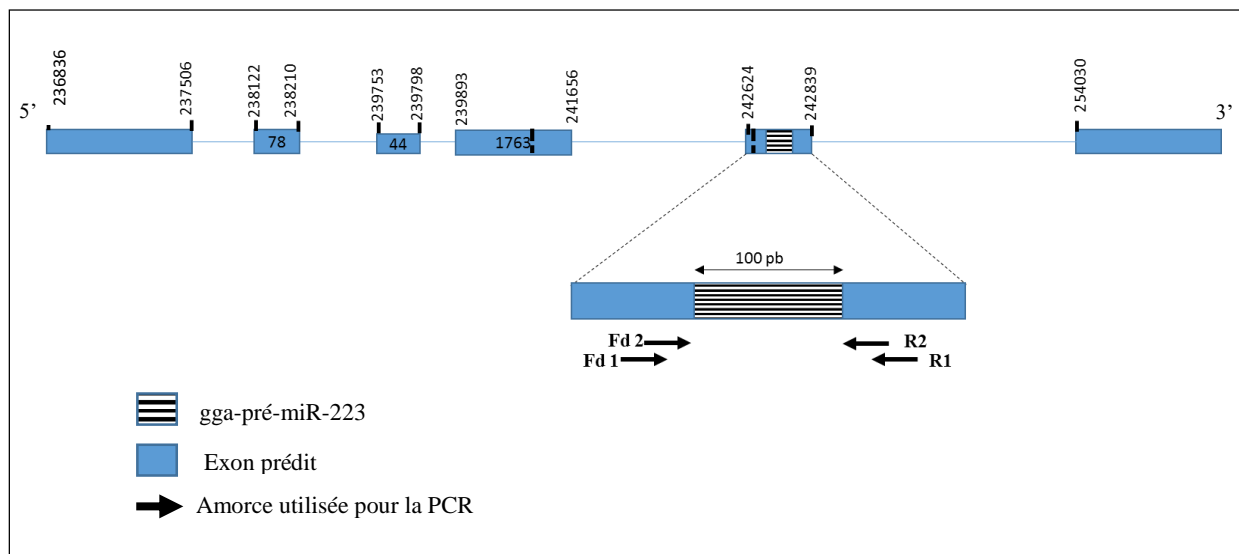 236836
237506
238122
238210
239753
239798
239893
241656
242624
242839
254030
5’
3’
78
44
1763
100 pb
Fd 2
R2
Fd 1
R1
gga-pré-miR-223
Exon prédit
Amorce utilisée pour la PCR